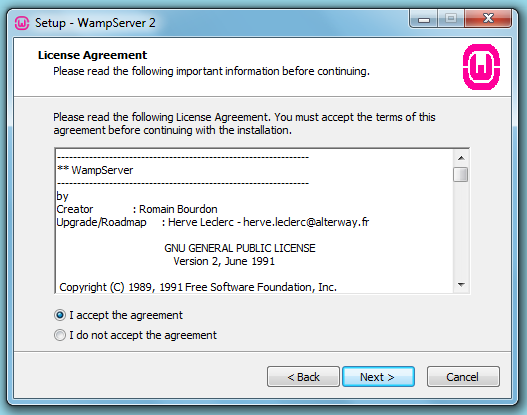 Setup - WampServer 2
License Agreement
Please read the following important information before continuing.
Please read the following License Agreement. You must accept the terms of this
agreement before continuing with the installation.
------------------------------------------------------------
** WampServer
------------------------------------------------------------
by
Creator : Romain Bourdon
Upgrade/Roadmap : Herve Leclerc - herve.leclerc@alterway.fr
GNU GENERAL PUBLIC LICENSE
Version 2, June 1991
Copyright (C) 1989, 1991 Free Software Foundation, Inc.
I accept the agreement
I do not accept the agreement
< Back Next > Cancel